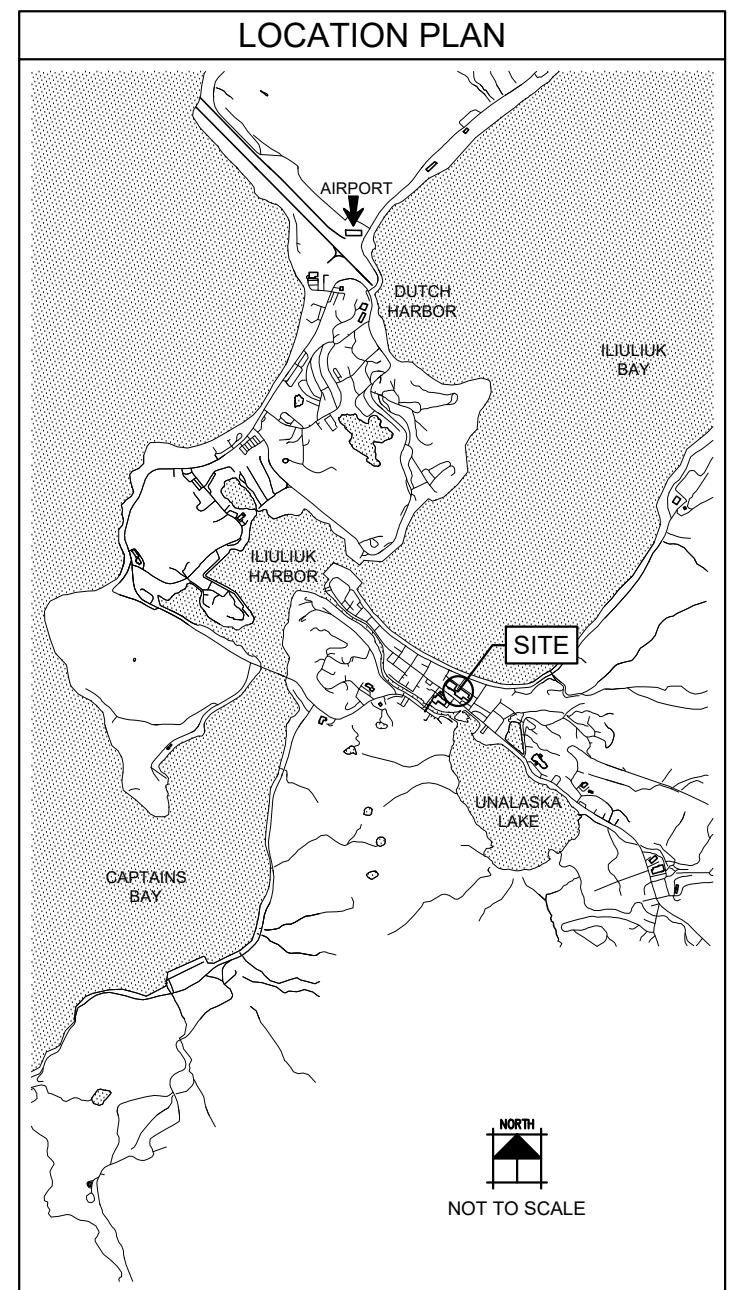 LOCATION PLAN
AIRPORT
DUTCH
HARBOR
ILIULIUK
BAY
ILIULIUK
HARBOR
SITE
UNALASKA
LAKE
CAPTAINS
BAY
NORTH
NOT TO SCALE